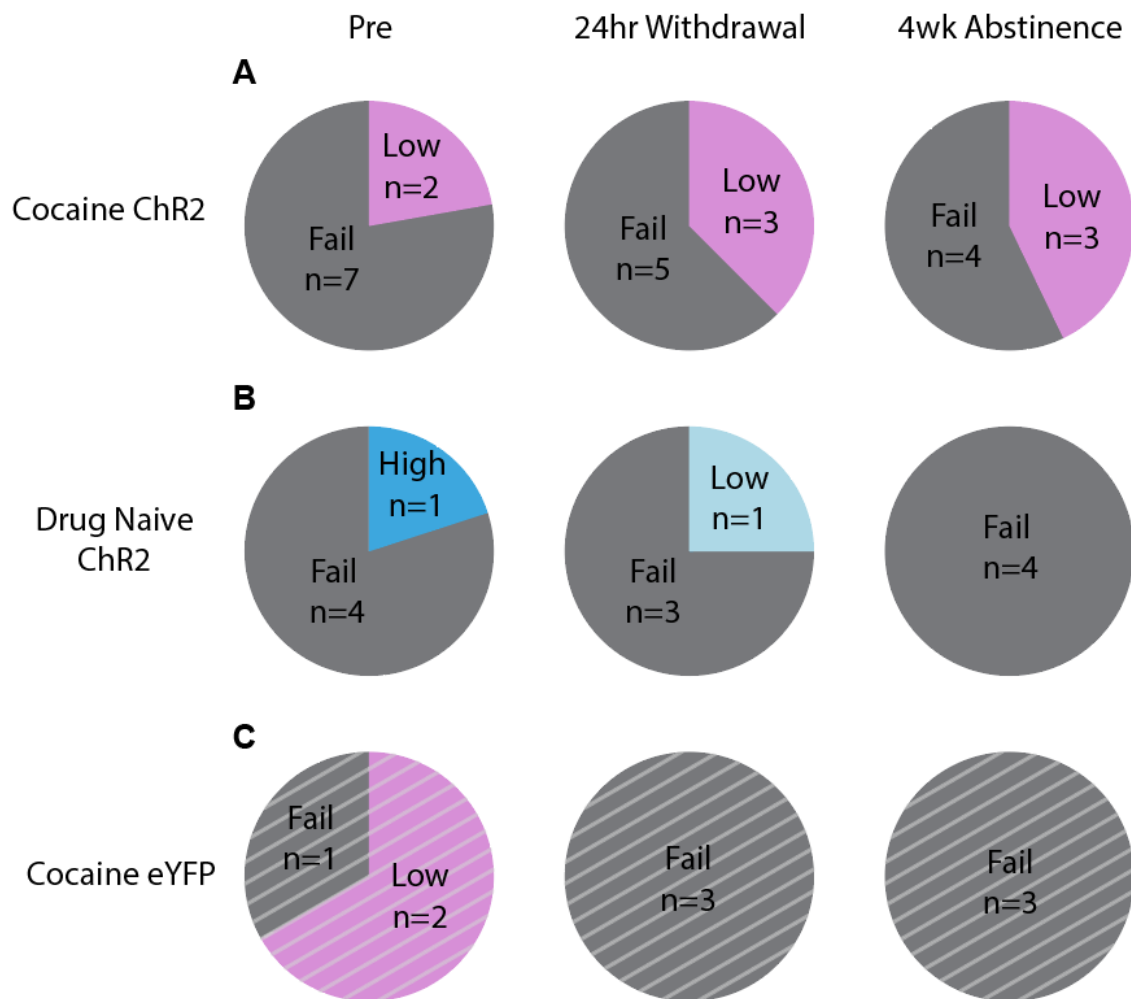 Pre
24hr Withdrawal
4wk Abstinence
A
Cocaine ChR2
Low
n=2
Fail
n=7
Low
n=3
Fail
n=5
Low
n=3
Fail
n=4
B
Drug Naive
ChR2
High
n=1
Fail
n=4
Low
n=1
Fail
n=3
Fail
n=4
C
Cocaine eYFP
Fail
n=1
Low
n=2
Fail
n=3
Fail
n=3